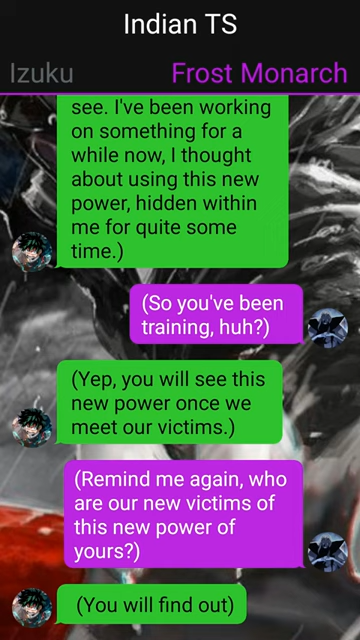 Indian TS
Izuku
Frost Monarch
see. I've been working
on something for a
while now, I thought
about using this new
power, hidden within
me for quite some
time.)
(So you've been
training, huh?)
(Yep, you will see this
new power once we
meet our victims.)
(Remind me again, who
are our new victims of
this new power of
yours?)
(You will find out)